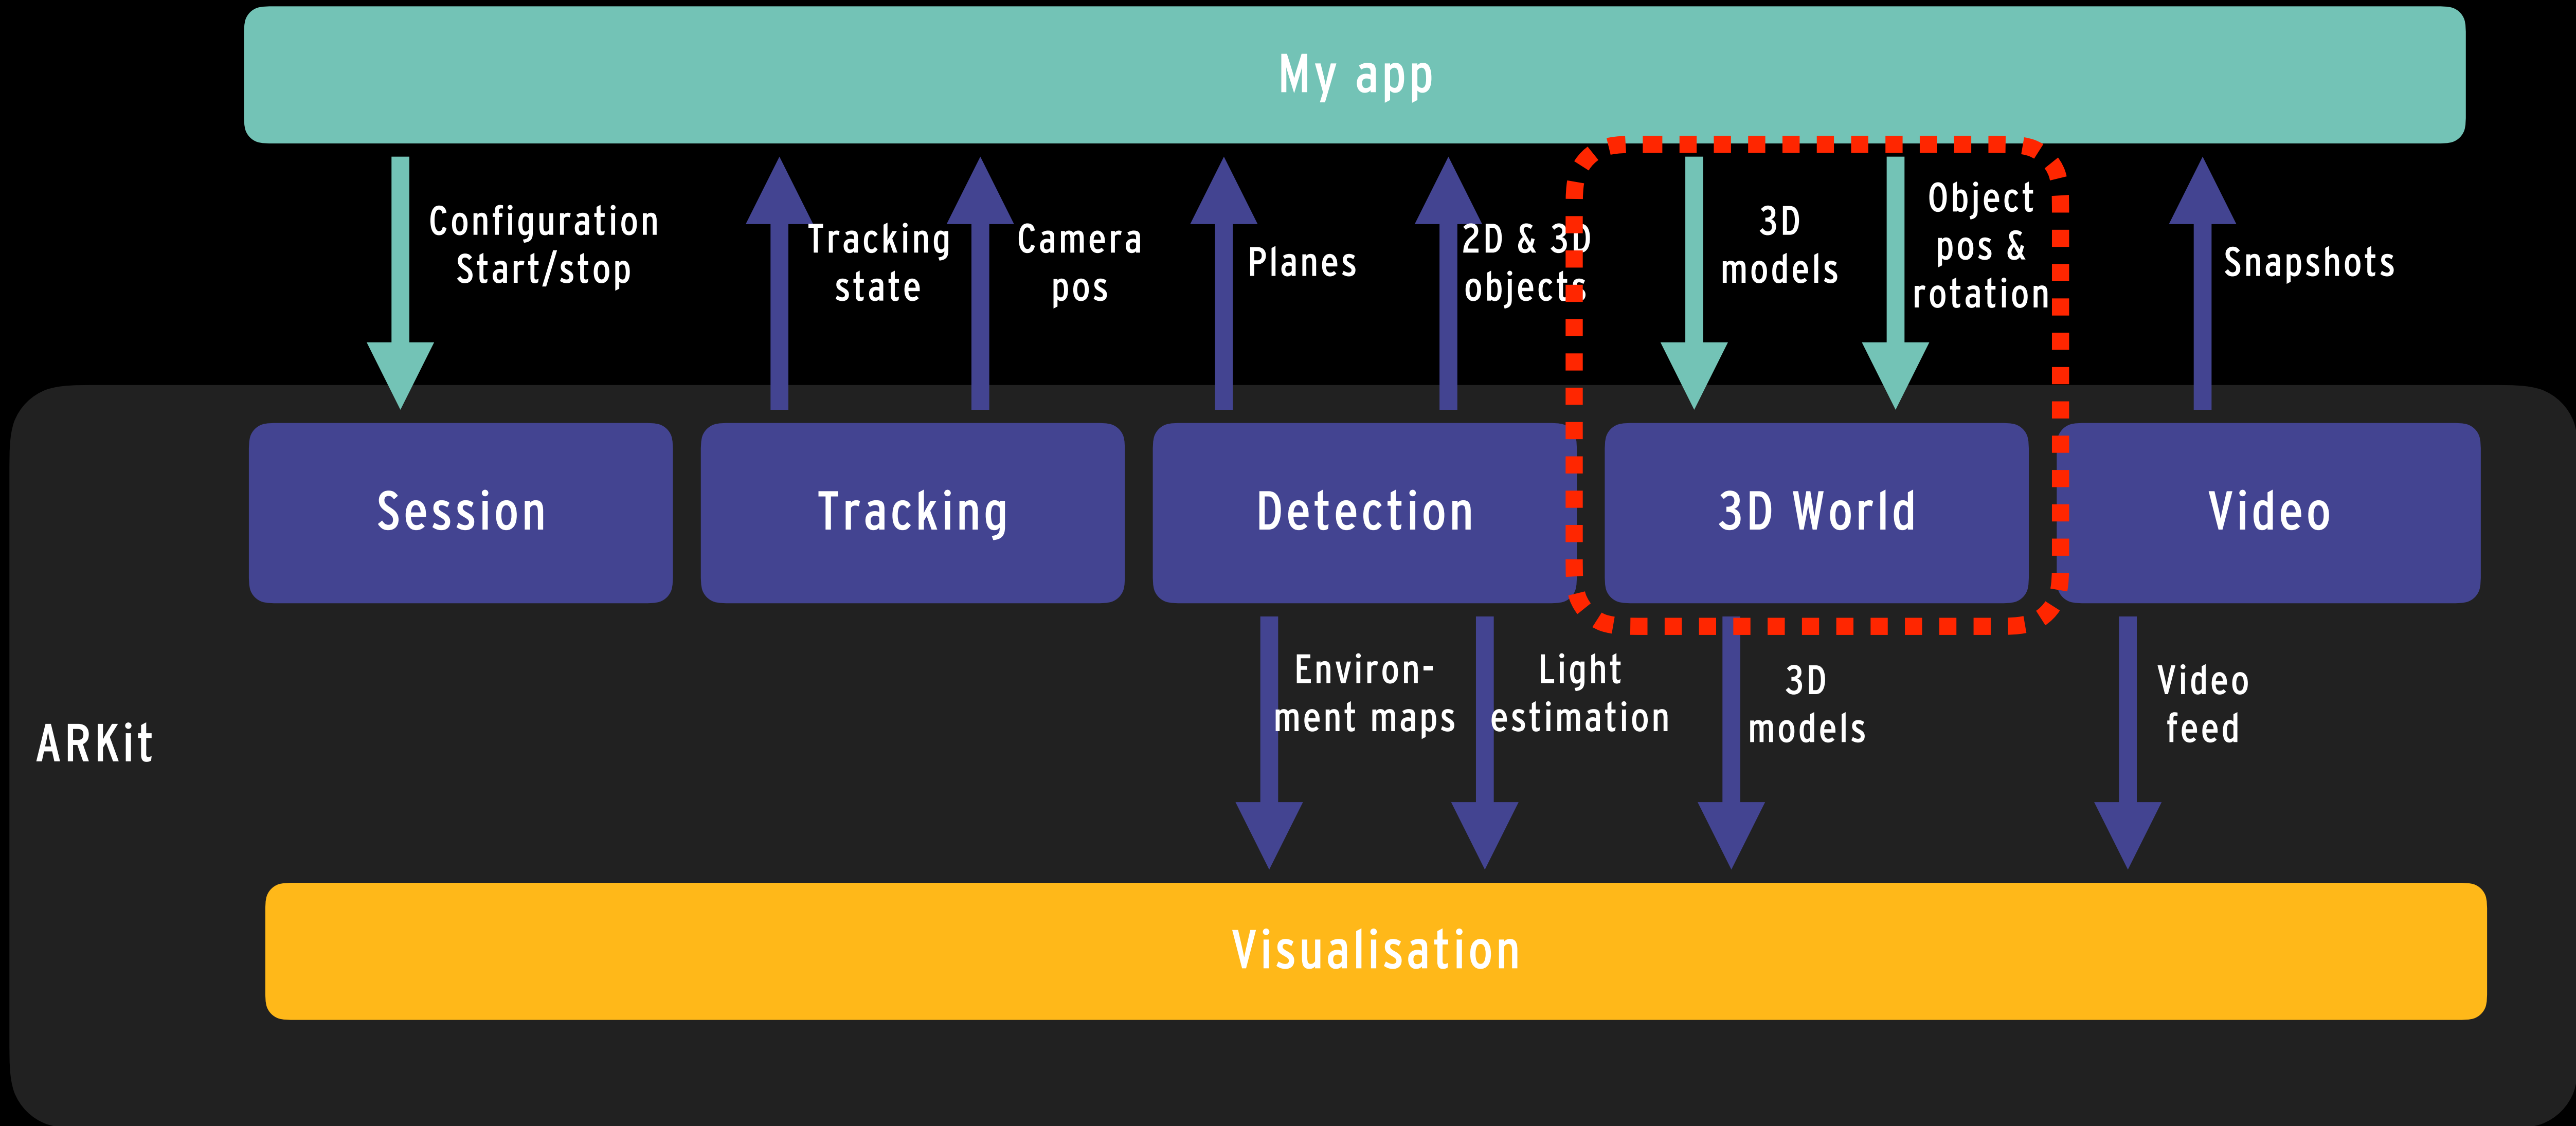 My app
Configuration
Start/stop
Tracking
state
Camera
pos
Planes
2D & 3D
objects
3D
models
Object
pos &
rotation
Snapshots
Session
Tracking
Detection
3D World
Video
Environ-
ment maps
Light
estimation
3D
models
Video
feed
ARKit
Visualisation